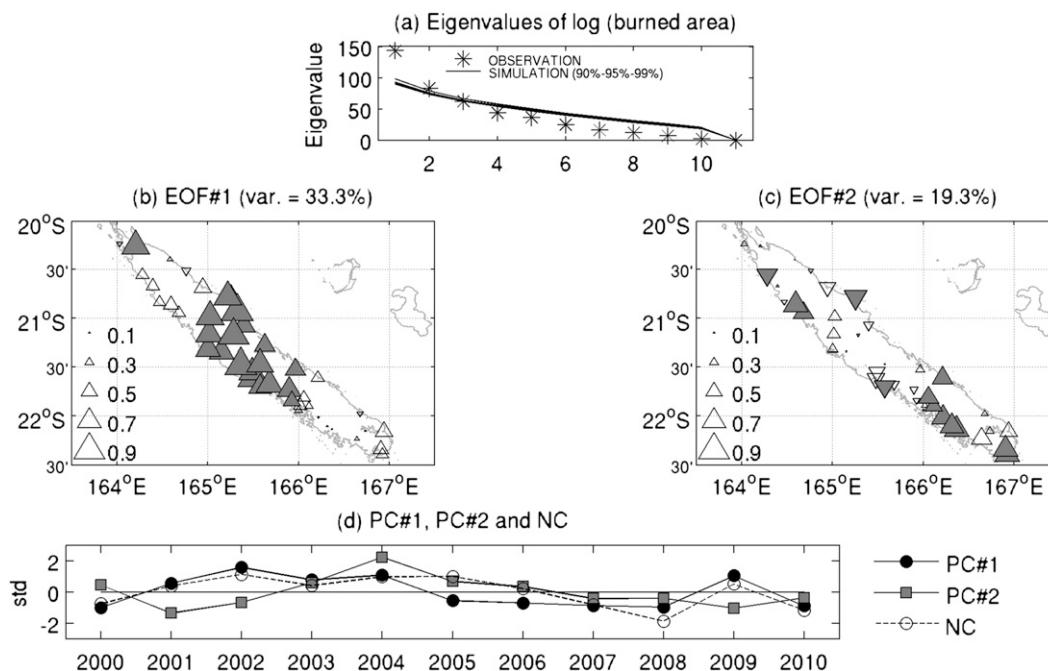 (a) Eigenvalues of log (burned area)
150
100
50
0
Eigenvalue
OBSERVATION
SIMULATION (90%-95%-99%)
2 4 6 8 10
(b) EOF#1 (var. = 33.3%)
20°S
30'
21°S
30'
22°S
30'
0.1
0.3
0.5
0.7
0.9
164°E 165°E 166°E 167°E
(c) EOF#2 (var. = 19.3%)
20°S
30'
21°S
30'
22°S
30'
0.1
0.3
0.5
0.7
0.9
164°E 165°E 166°E 167°E
(d) PC#1, PC#2 and NC
std
2
0
-2
2000 2001 2002 2003 2004 2005 2006 2007 2008 2009 2010
PC#1
PC#2
NC